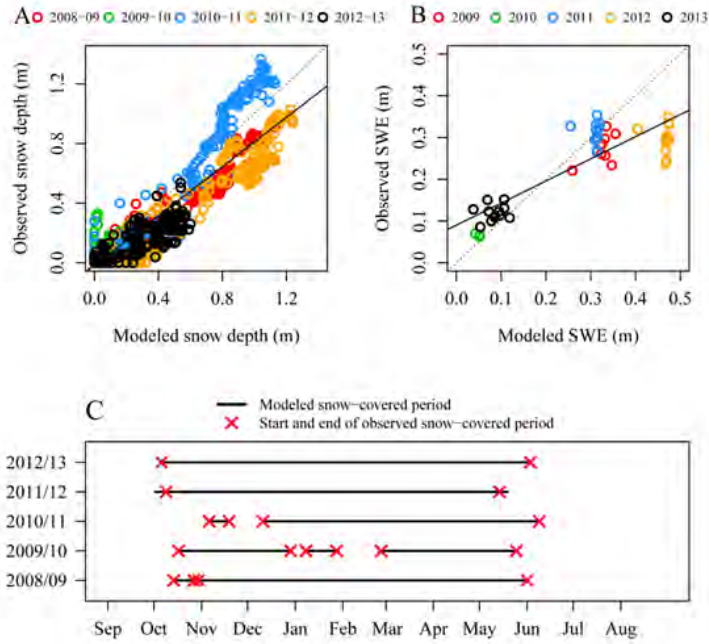 A 2008−09 2009−10 2010−11 2011−12 2012−13
Observed snow depth (m)
1.2
0.8
0.4
0.0
0.0 0.4 0.8 1.2
Modeled snow depth (m)
B 2009 2010 2011 2012 2013
Observed SWE (m)
0.5
0.4
0.3
0.2
0.1
0.0
0.0 0.1 0.2 0.3 0.4 0.5
Modeled SWE (m)
C
Modeled snow−covered period
Start and end of observed snow−covered period
2012/13
2011/12
2010/11
2009/10
2008/09
Sep Oct Nov Dec Jan Feb Mar Apr May Jun Jul Aug